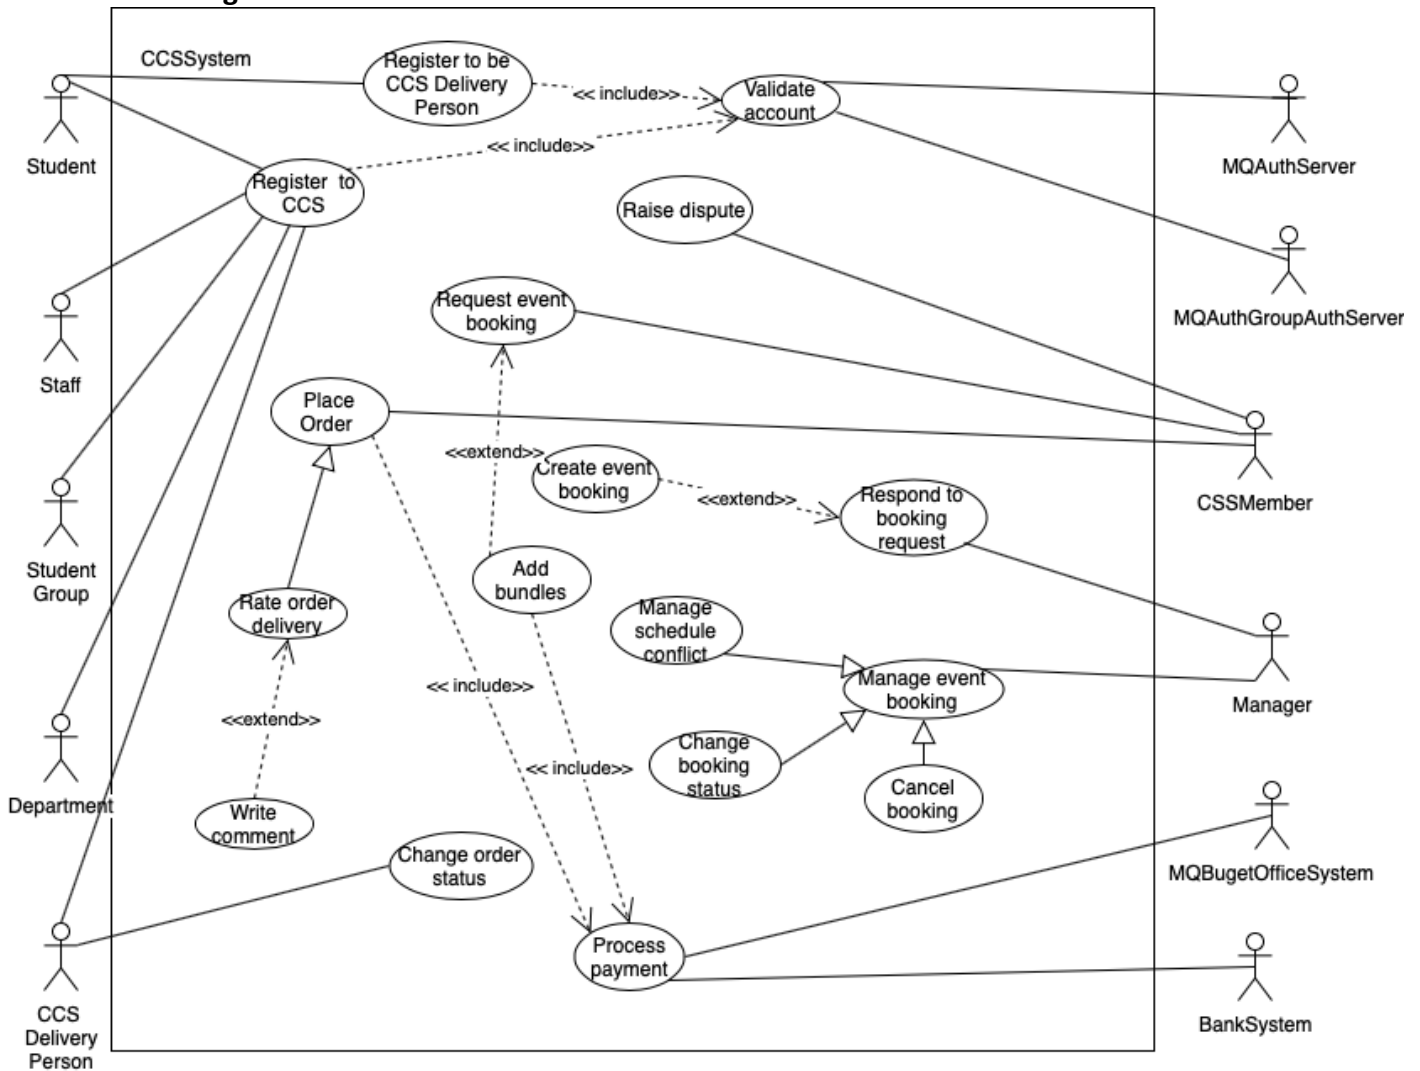 CCSSystem
Register to be
CCS Delivery
Person
<< include>>
Validate
account
Student
MQAuthServer
<< include>>
Register to
CCS
Raise dispute
MQAuthGroupAuthServer
Request event
booking
Staff
Place
Order
<<extend>>
Create event
booking
<<extend>>
Respond to
booking
request
CSSMember
Student
Group
Add
bundles
Rate order
delivery
Manage
schedule
conflict
Manage event
booking
Manager
<< include>>
<<extend>>
Change
booking
status
<< include>>
Cancel
booking
Department
Write
comment
Change order
status
MQBugetOfficeSystem
Process
payment
CCS
Delivery
Person
BankSystem